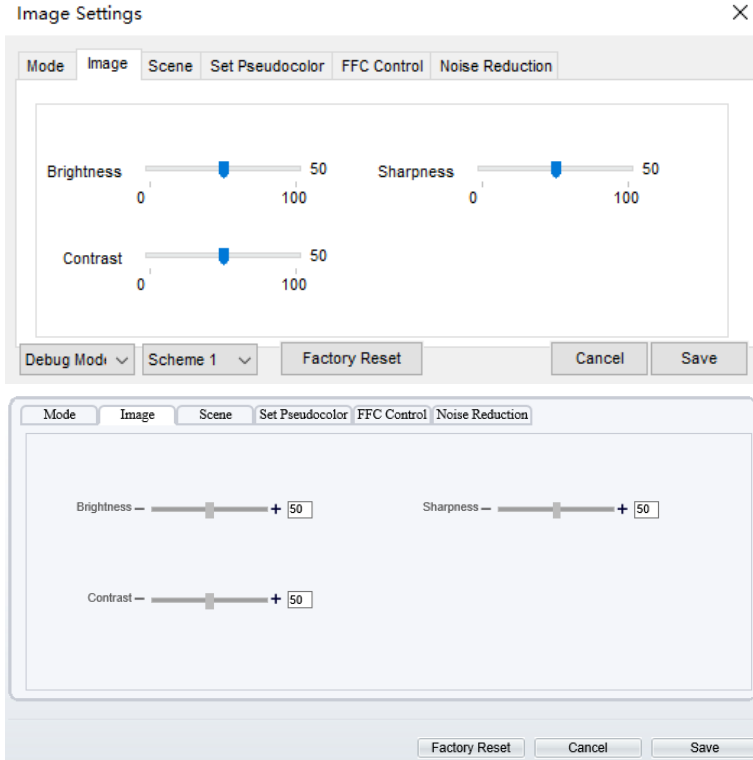 Image Settings
Mode Image Scene Set Pseudocolor FFC Control Noise Reduction
Brightness 50 Sharpness 50
0 100 0 100
Contrast 50
0 100
Debug Mod Scheme 1 Factory Reset Cancel Save
Mode Image Scene Set Pseudocolor FFC Control Noise Reduction
Brightness − + 50 Sharpness − + 50
Contrast − + 50
Factory Reset Cancel Save